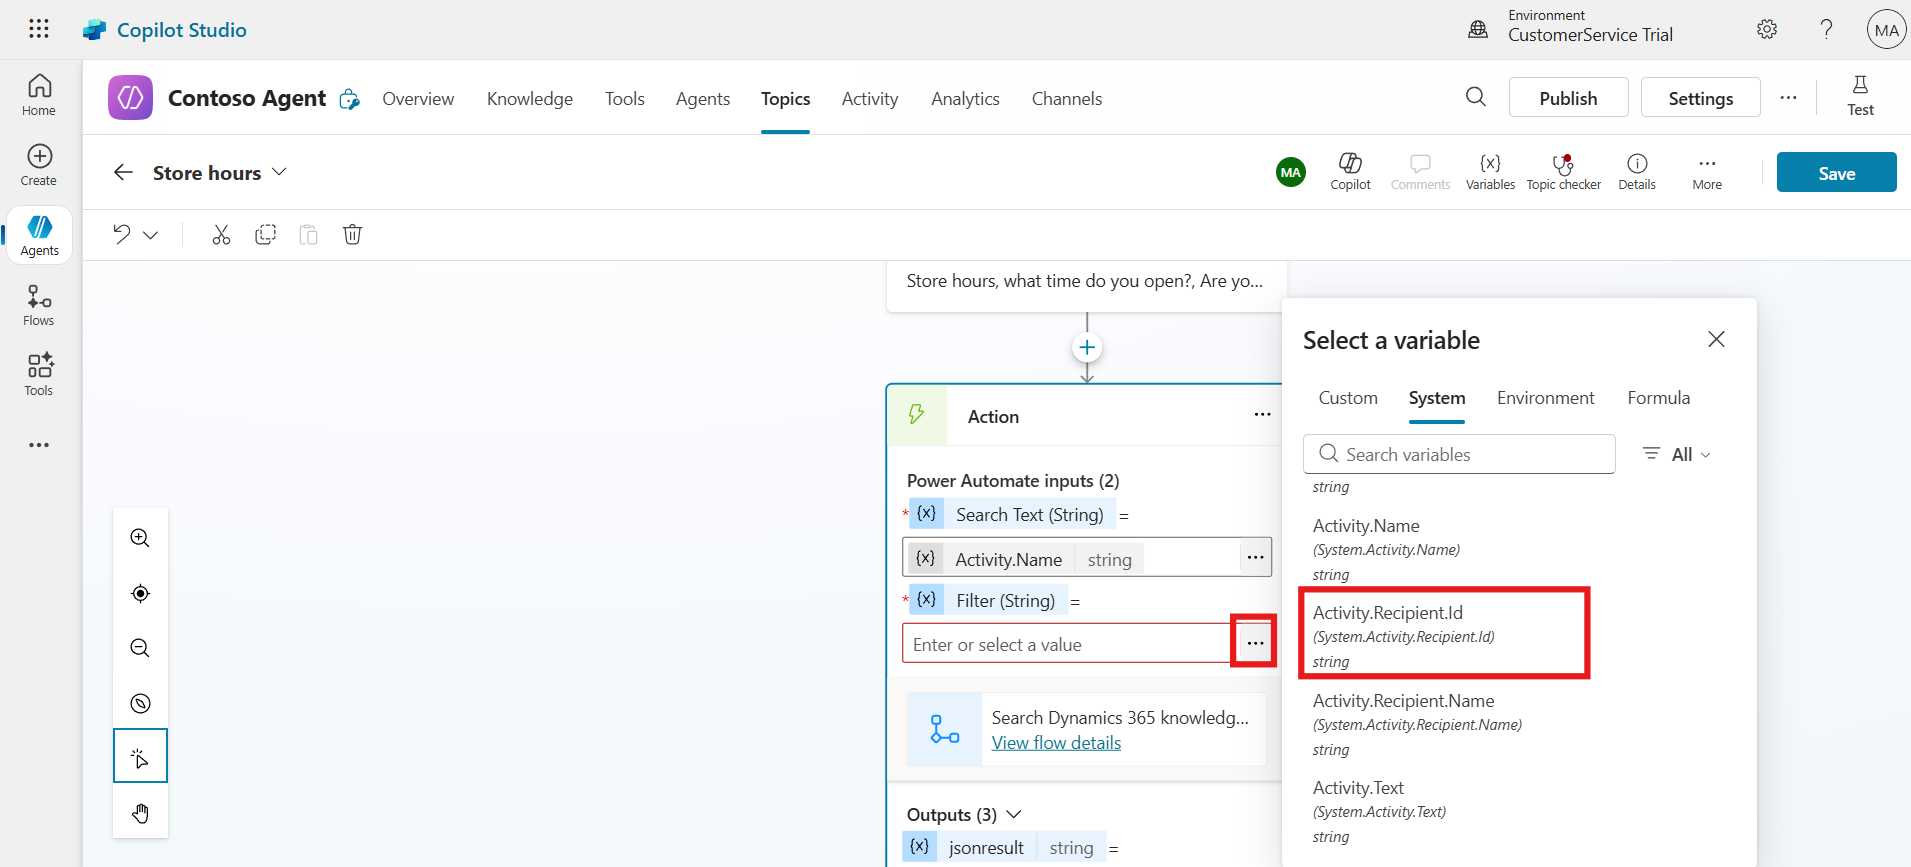 Copilot Studio
Environment
CustomerService Trial
MA
Home
Create
Agents
Flows
Tools
Contoso Agent
Overview
Knowledge
Tools
Agents
Topics
Activity
Analytics
Channels
Publish
Settings
Test
Store hours
MA
Copilot
Comments
{x}
Variables
Topic checker
Details
More
Save
Store hours, what time do you open?, Are yo...
Action
Power Automate inputs (2)
* {x} Search Text (String) =
{x} Activity.Name string
* {x} Filter (String) =
Enter or select a value
Search Dynamics 365 knowledg...
View flow details
Outputs (3)
{x} jsonresult string =
Select a variable
Custom
System
Environment
Formula
Search variables
All
string
Activity.Name
(System.Activity.Name)
string
Activity.Recipient.Id
(System.Activity.Recipient.Id)
string
Activity.Recipient.Name
(System.Activity.Recipient.Name)
string
Activity.Text
(System.Activity.Text)
string